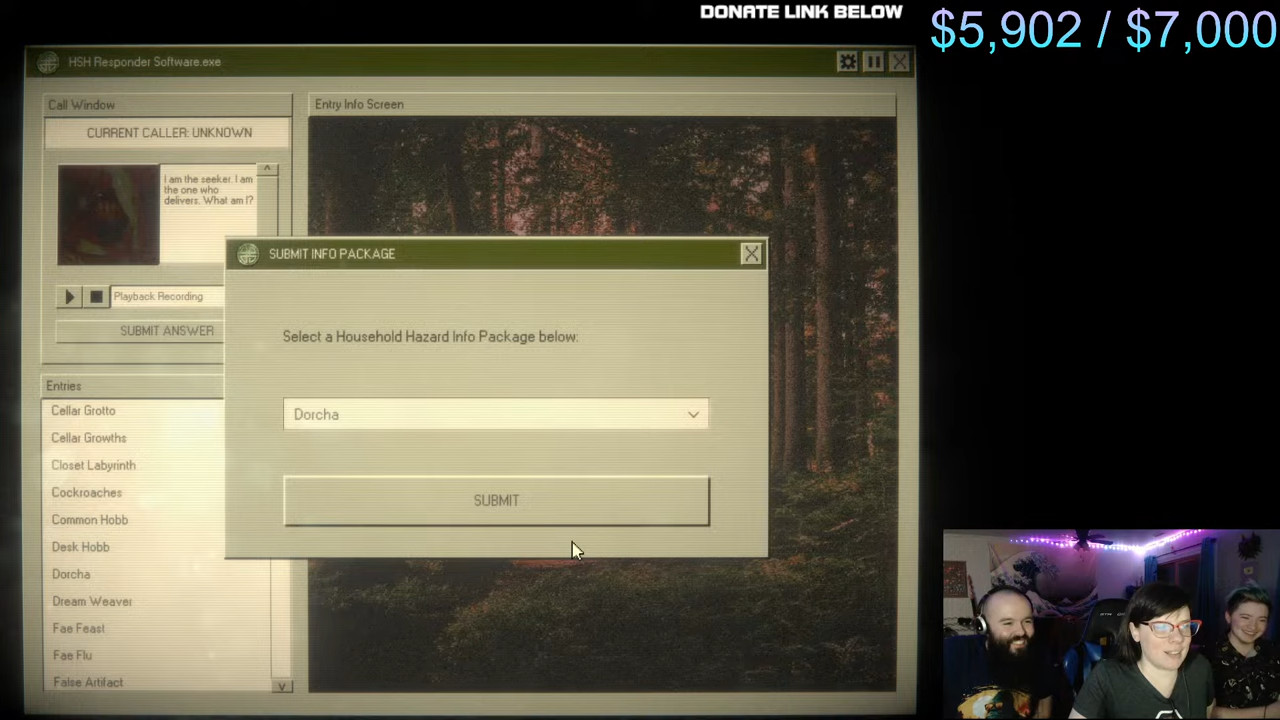 DONATE LINK BELOW
$5,902 / $7,000
HSH Responder Software.exe
Call Window
CURRENT CALLER: UNKNOWN
I am the seeker. I am
the one who
delivers. What am I?
Playback Recording
SUBMIT ANSWER
Entries
Cellar Grotto
Cellar Growths
Closet Labyrinth
Cockroaches
Common Hobb
Desk Hobb
Dorcha
Dream Weaver
Fae Feast
Fae Flu
False Artifact
Entry Info Screen
SUBMIT INFO PACKAGE
Select a Household Hazard Info Package below:
Dorcha
SUBMIT